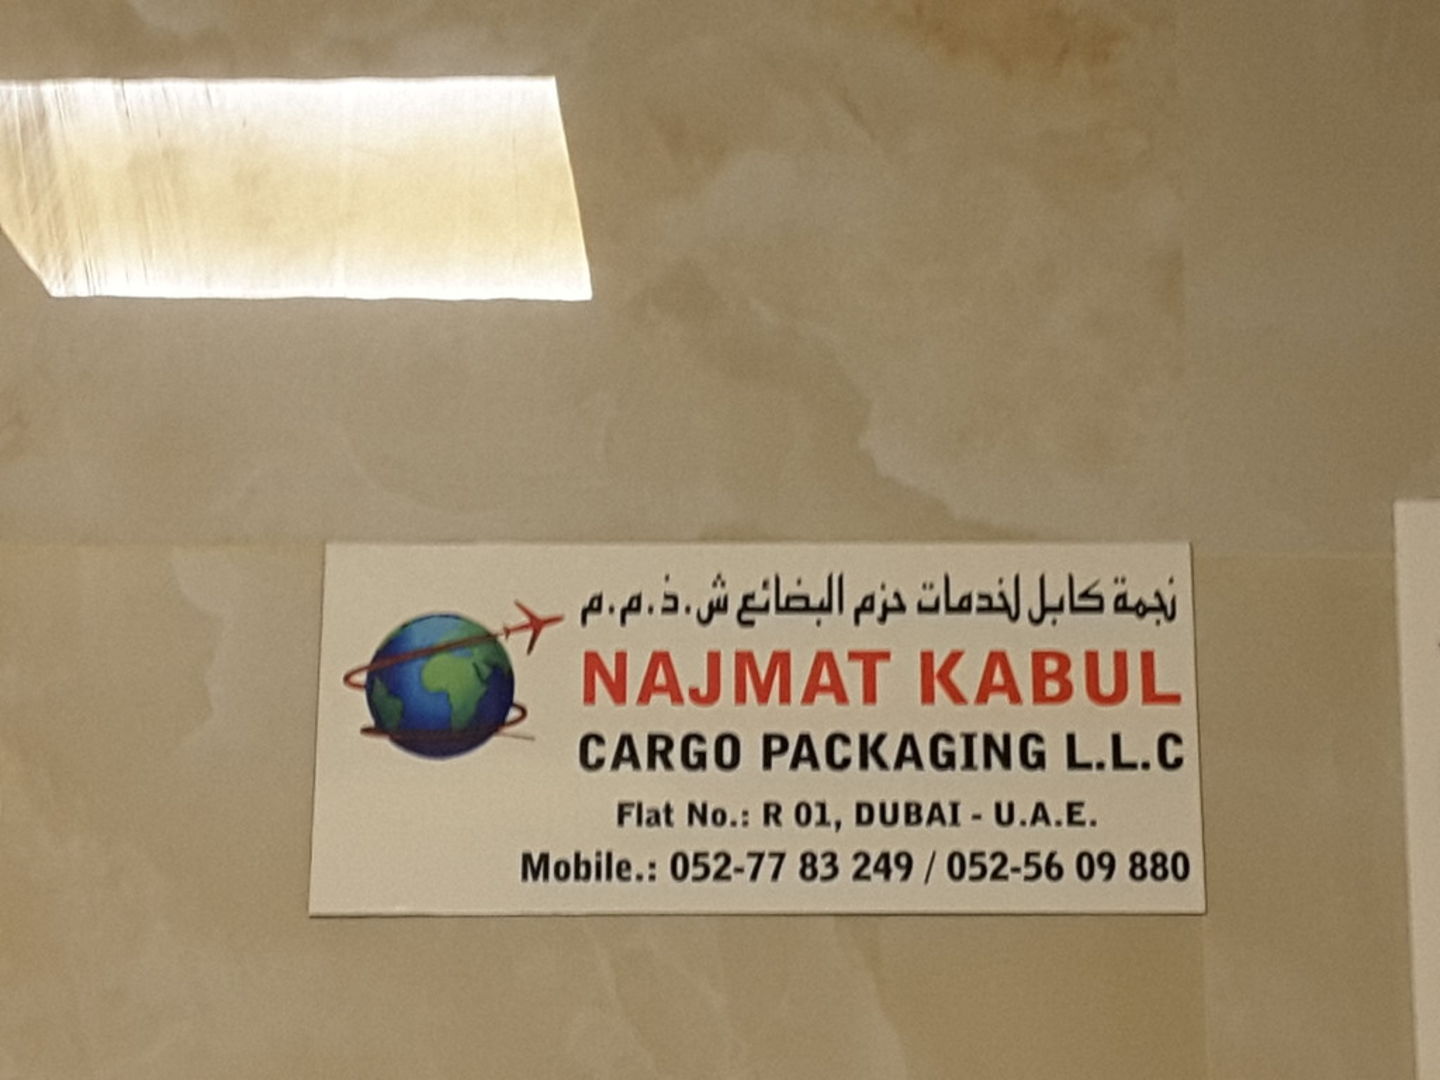 نجمة كابل لخدمات حزم البضائع ش.ذ.م.م
NAJMAT KABUL
CARGO PACKAGING L.L.C
Flat No.: R 01, DUBAI - U.A.E.
Mobile.: 052-77 83 249 / 052-56 09 880